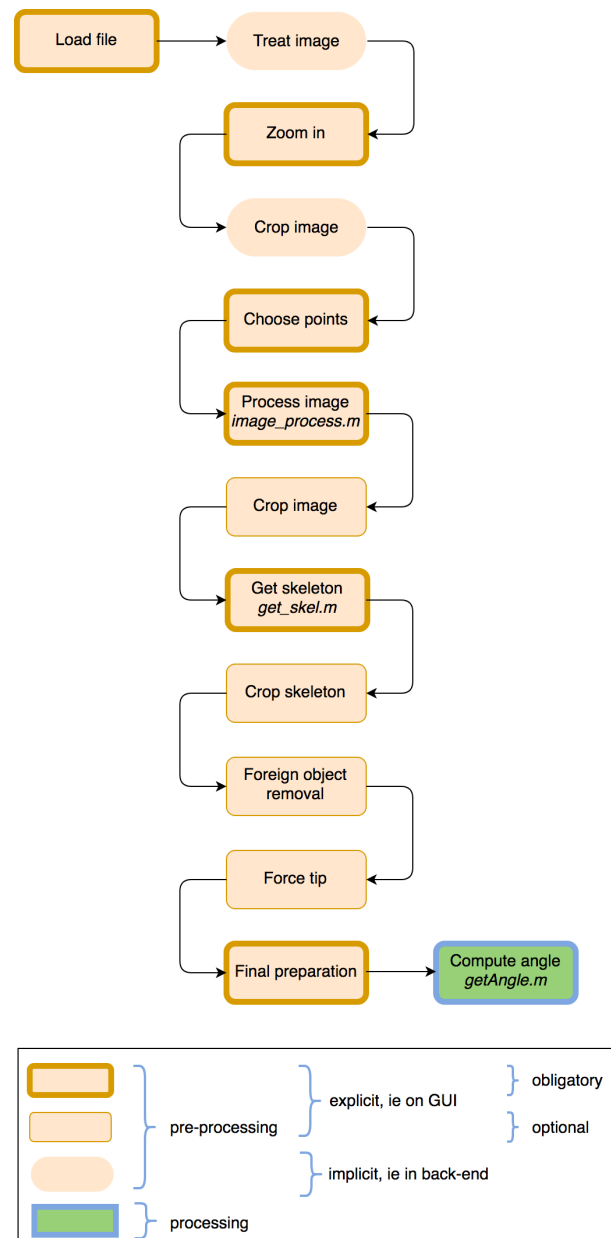 Load file
Treat image
Zoom in
Crop image
Choose points
Process image
image_process.m
Crop image
Get skeleton
get_skel.m
Crop skeleton
Foreign object
removal
Force tip
Final preparation
Compute angle
getAngle.m
pre-processing
explicit, ie on GUI
obligatory
optional
implicit, ie in back-end
processing